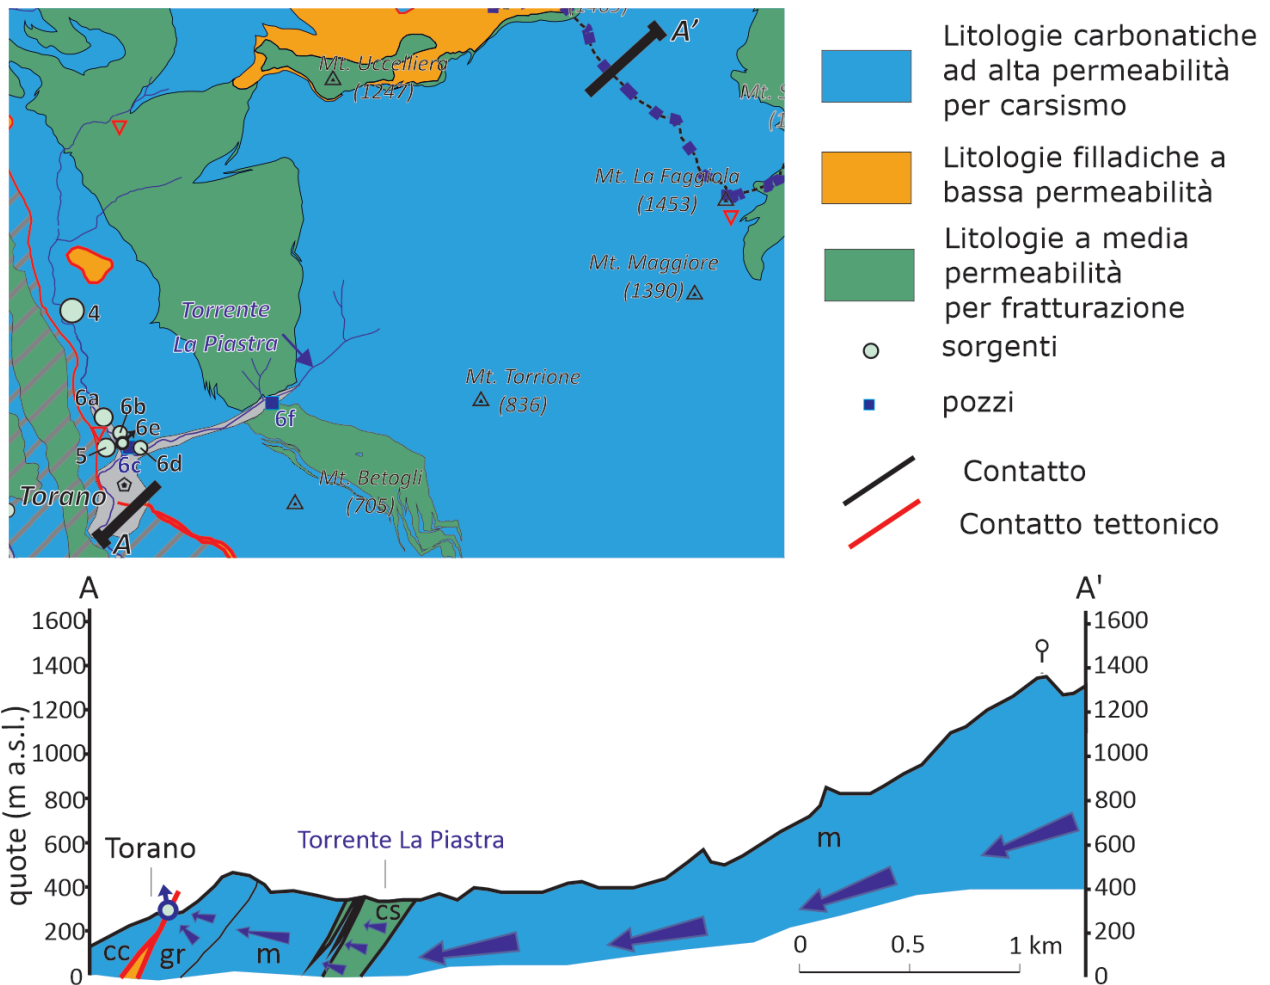 A'
Mt. Uccelliera
(1247)
Mt. S
(1
Mt. La Faggiola
(1453)
Mt. Maggiore
(1390)
Torrente
La Piastra
4
Mt. Torrione
(836)
6a
6b
6e
6f
5
6c
6d
Mt. Betogli
(705)
Torano
A
Litologie carbonatiche
ad alta permeabilità
per carsismo
Litologie filladiche a
bassa permeabilità
Litologie a media
permeabilità
per fratturazione
sorgenti
pozzi
Contatto
Contatto tettonico
A
A'
quote (m a.s.l.)
1600
1400
1200
1000
800
600
400
200
0
Torano
Torrente La Piastra
cc
gr
m
cs
m
0
0.5
1 km
1600
1400
1200
1000
800
600
400
200
0